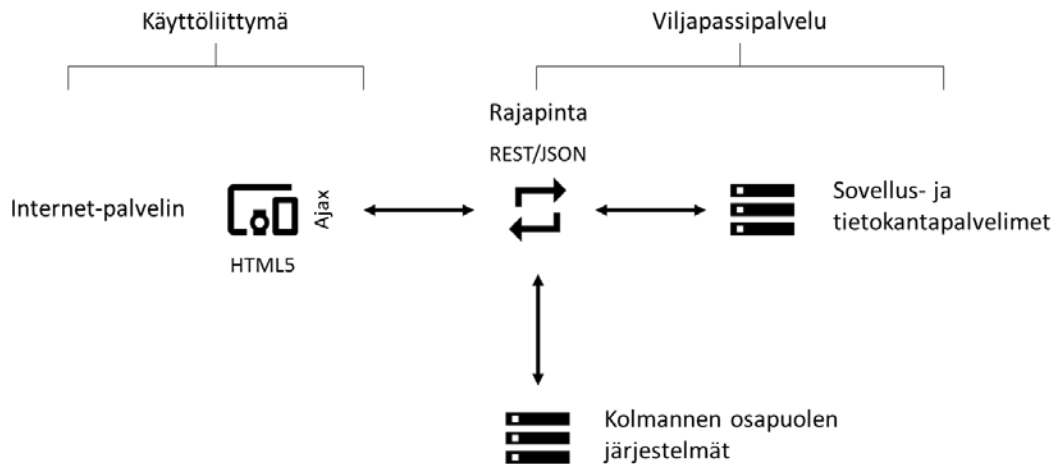 Käyttöliittymä
Viljapassipalvelu
Rajapinta
REST/JSON
Internet-palvelin
Ajax
HTML5
Sovellus- ja
tietokantapalvelimet
Kolmannen osapuolen
järjestelmät